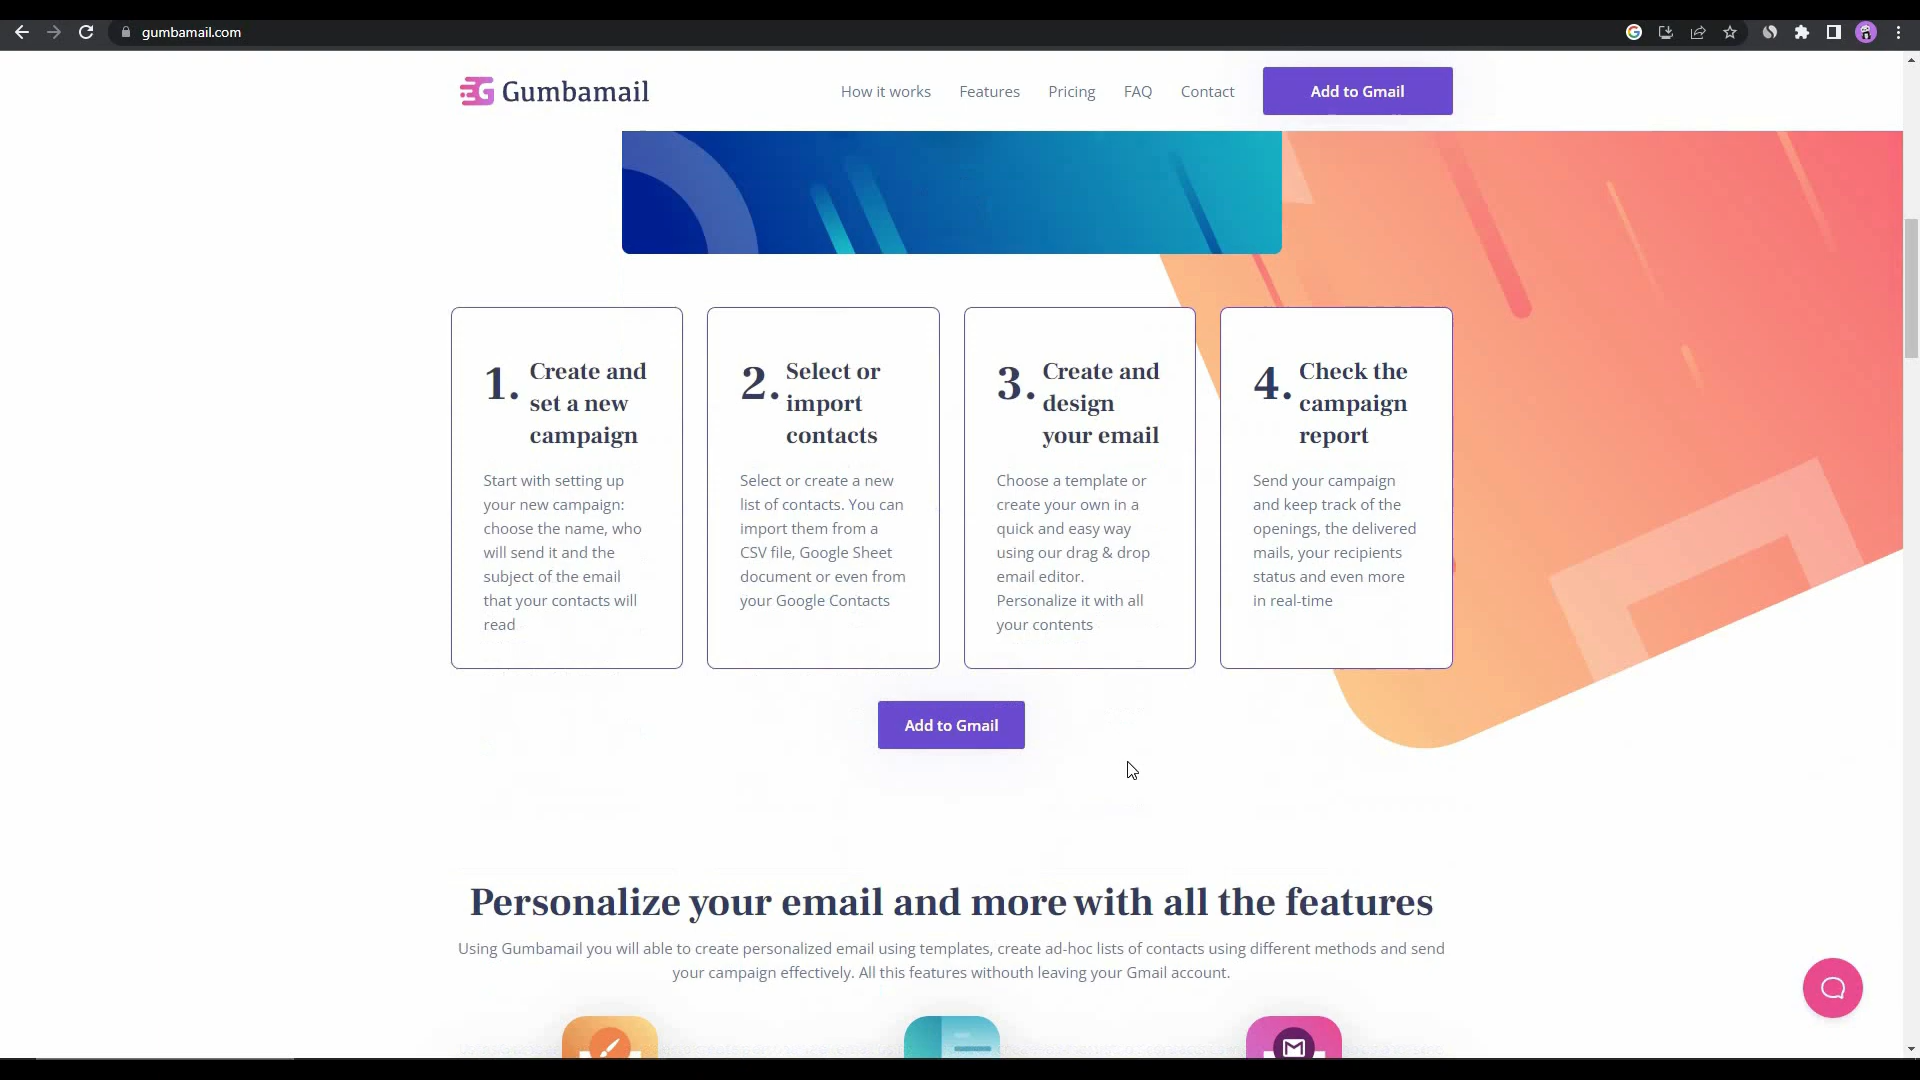 gumbamail.com
Gumbamail
How it works
Features
Pricing
FAQ
Contact
Add to Gmail
1.
Create and
set a new
campaign
Start with setting up
your new campaign:
choose the name, who
will send it and the
subject of the email
that your contacts will
read
2.
Select or
import
contacts
Select or create a new
list of contacts. You can
import them from a
CSV file, Google Sheet
document or even from
your Google Contacts
3.
Create and
design
your email
Choose a template or
create your own in a
quick and easy way
using our drag & drop
email editor.
Personalize it with all
your contents
4.
Check the
campaign
report
Send your campaign
and keep track of the
openings, the delivered
mails, your recipients
status and even more
in real-time
Add to Gmail
Personalize your email and more with all the features
Using Gumbamail you will able to create personalized email using templates, create ad-hoc lists of contacts using different methods and send
your campaign effectively. All this features withouth leaving your Gmail account.